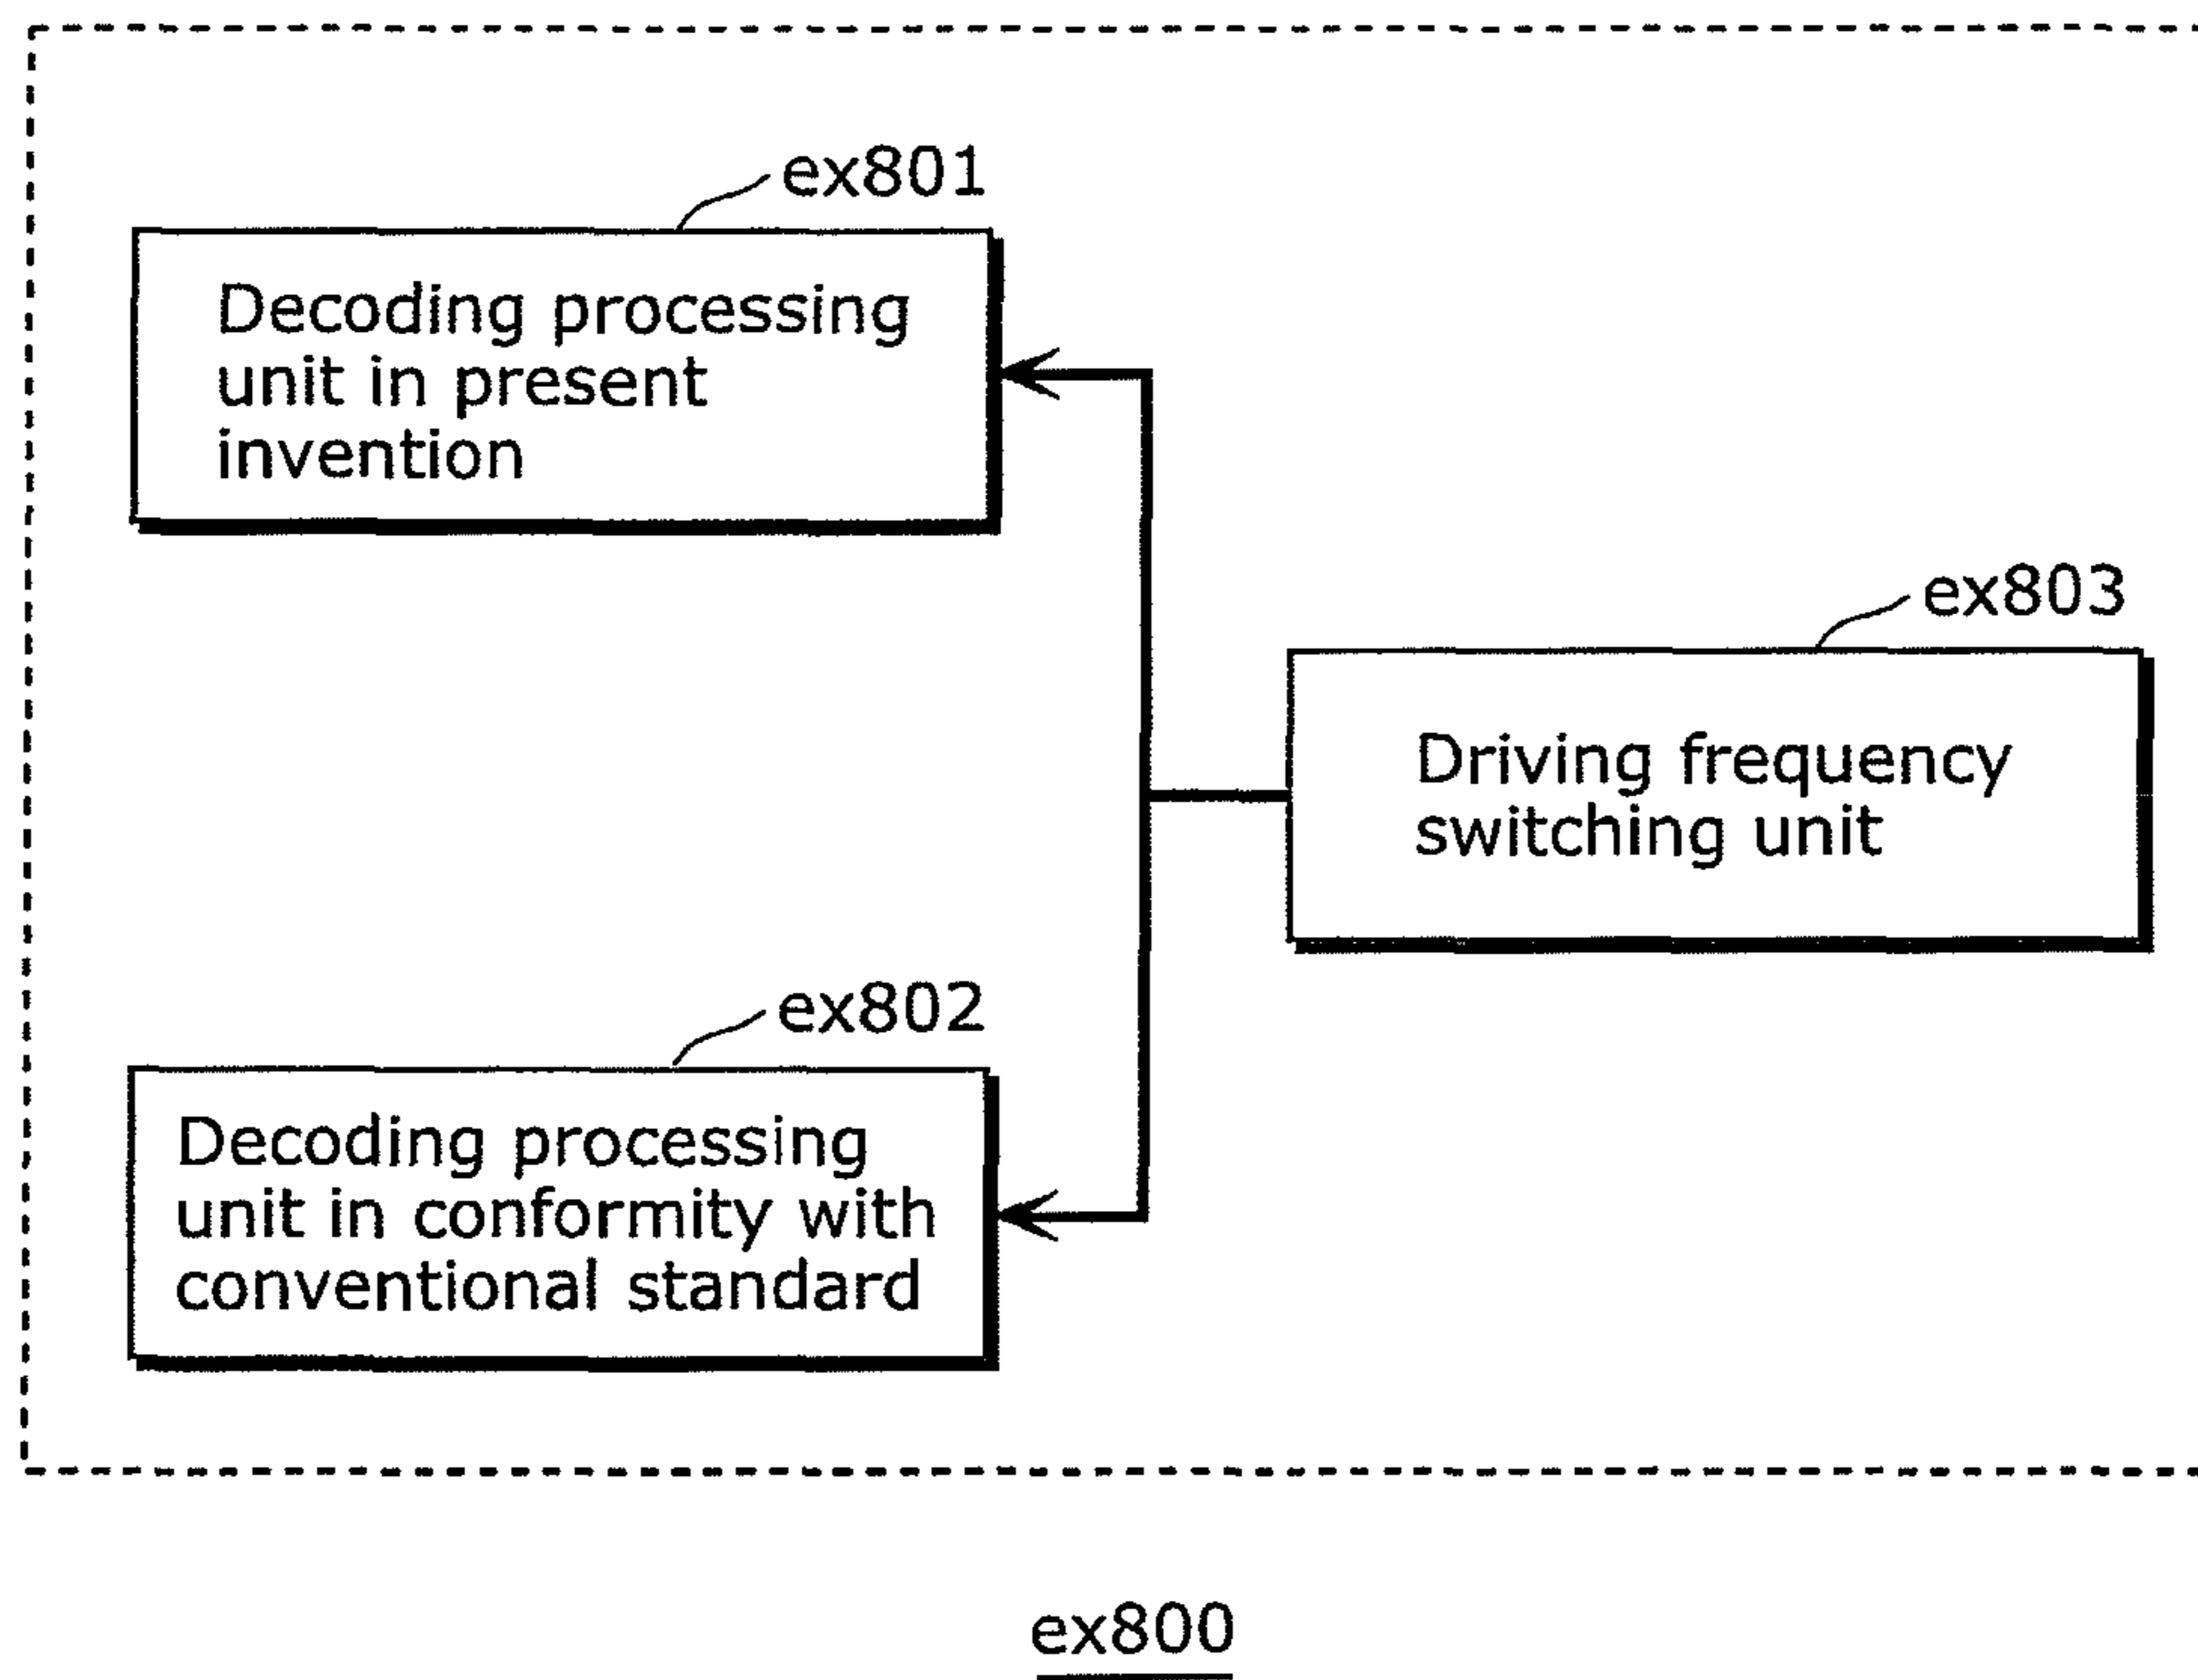 ex801
Decoding processing
unit in present
invention
ex803
Driving frequency
switching unit
ex802
Decoding processing
unit in conformity with
conventional standard
ex800